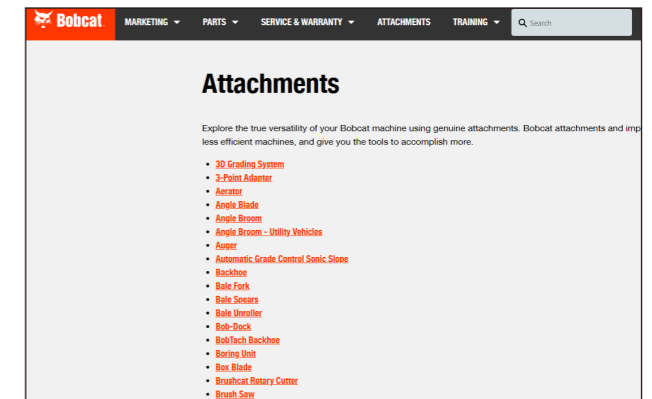 Bobcat MARKETING PARTS SERVICE & WARRANTY ATTACHMENTS TRAINING Search
Attachments
Explore the true versatility of your Bobcat machine using genuine attachments. Bobcat attachments and imp
less efficient machines, and give you the tools to accomplish more.
• 3D Grading System
• 3-Point Adapter
• Aerator
• Angle Blade
• Angle Broom
• Angle Broom - Utility Vehicles
• Auger
• Automatic Grade Control Sonic Slope
• Backhoe
• Bale Fork
• Bale Spears
• Bale Unroller
• Bob-Dock
• BobTach Backhoe
• Boring Unit
• Box Blade
• Brushcat Rotary Cutter
• Brush Saw